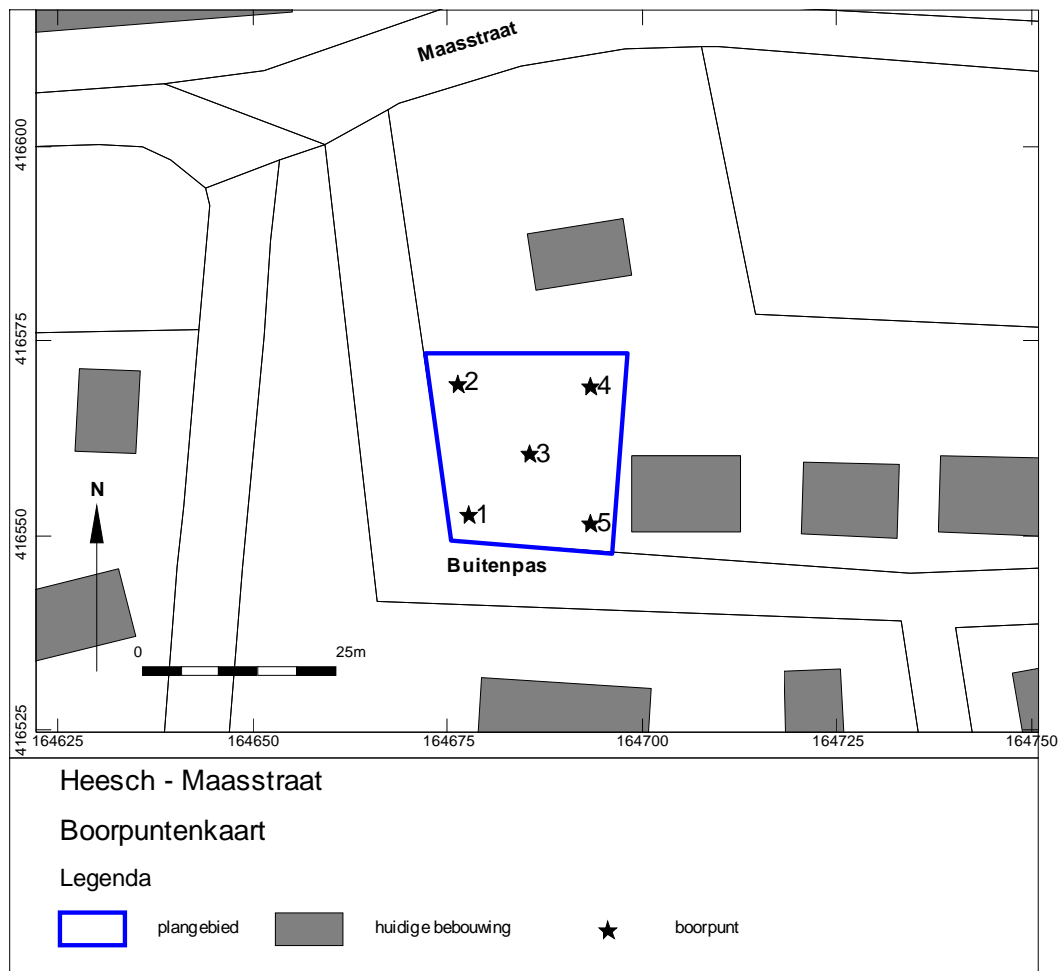 Maasstraat
416600
416575
416550
416525
2
4
3
1
5
Buitenpas
N
0 25m
164625 164650 164675 164700 164725 164750
Heesch - Maasstraat
Boorpuntenkaart
Legenda
plangebied huidige bebouwing boorpunt